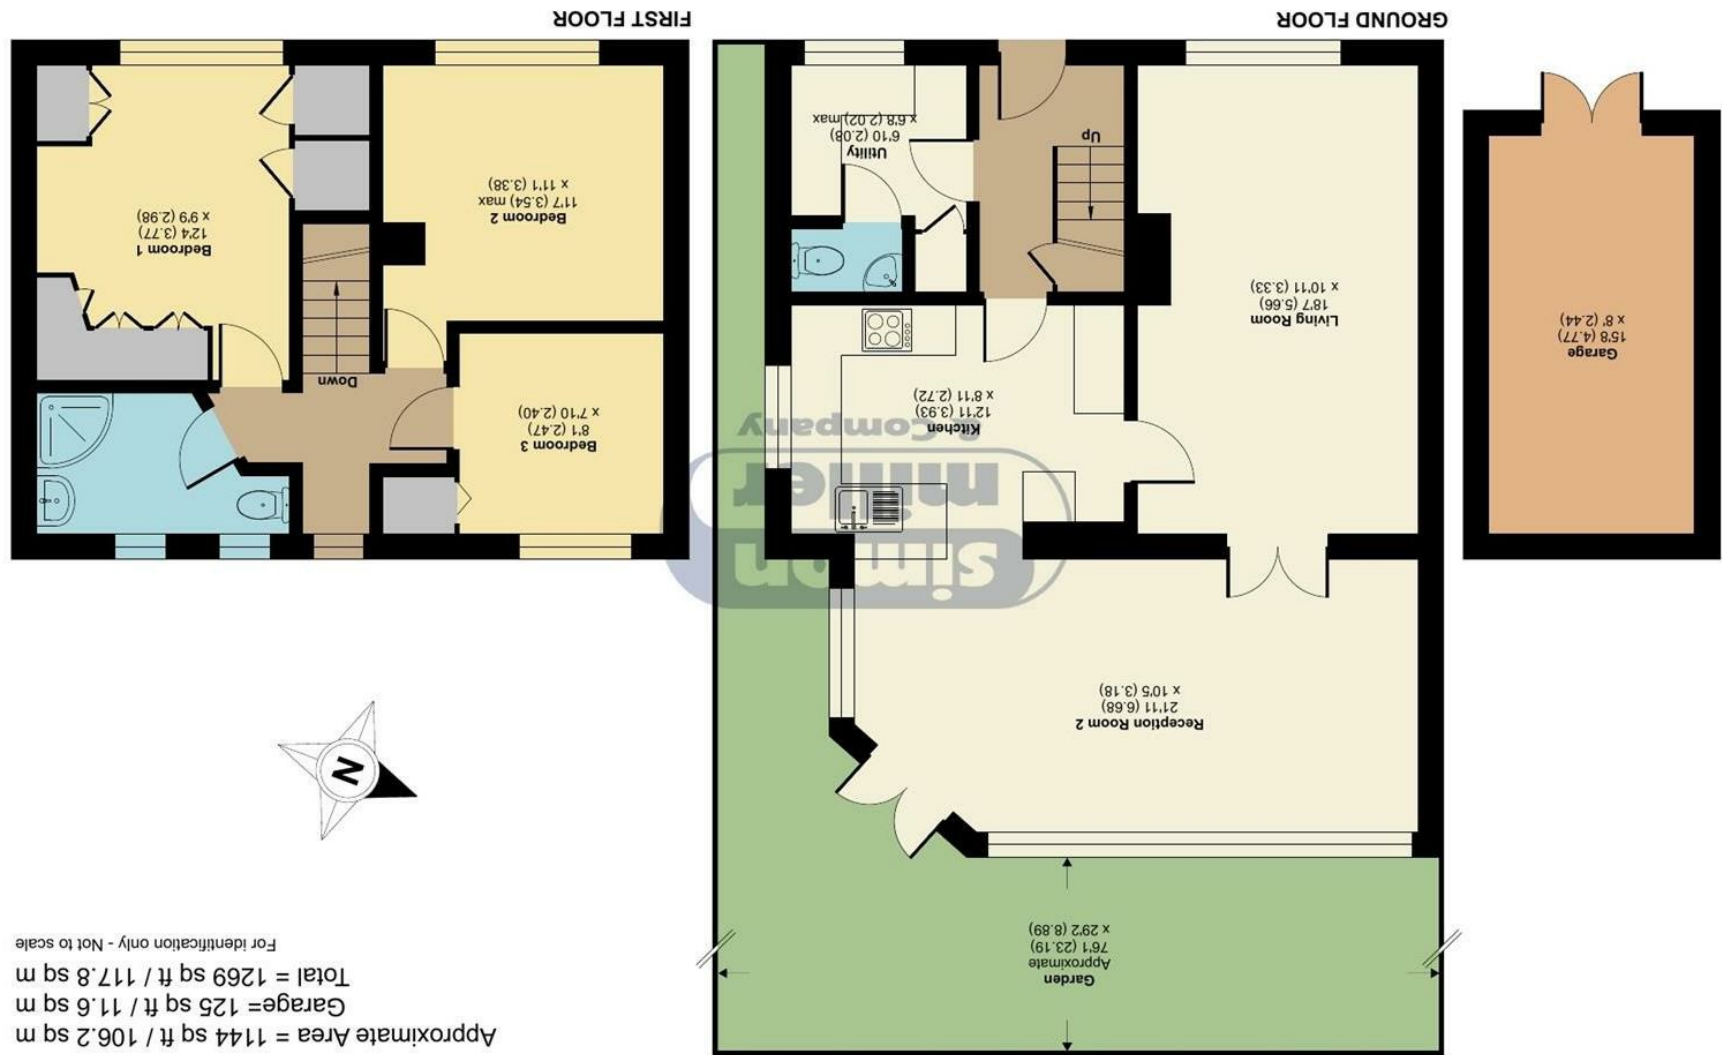 Approximate Area = 1144 sq ft / 106.2 sq m
Garage= 125 sq ft / 11.6 sq m
Total = 1269 sq ft / 117.8 sq m
For identification only - Not to scale
Garden
Approximate
76'1 (23.19)
x 29'2 (8.89)
N
Reception Room 2
21'11 (6.68)
x 10'5 (3.18)
simon
miller
& Company
Kitchen
12'11 (3.93)
x 8'11 (2.72)
Living Room
18'7 (5.66)
x 10'11 (3.33)
Garage
15'8 (4.77)
x 8' (2.44)
Utility
6'10 (2.08)
x 6'8 (2.02) max
Up
GROUND FLOOR
Bedroom 3
8'1 (2.47)
x 7'10 (2.40)
Down
Bedroom 2
11'7 (3.54) max
x 11'1 (3.38)
Bedroom 1
12'4 (3.77)
x 9'9 (2.98)
FIRST FLOOR